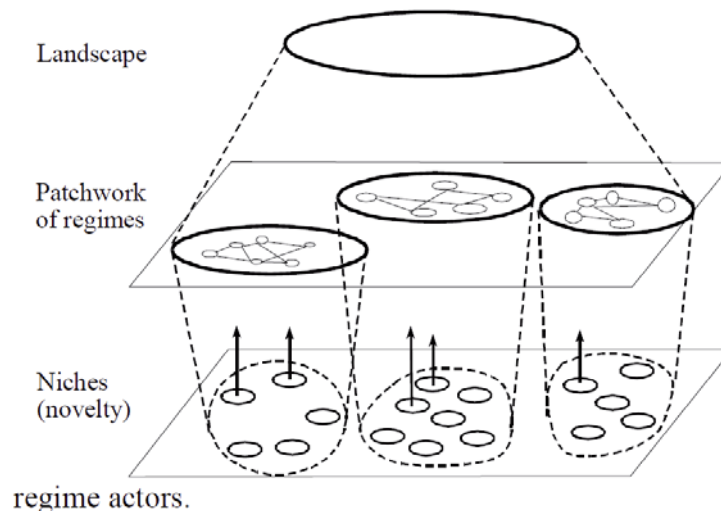 Landscape
Patchwork
of regimes
Niches
(novelty)
regime actors.